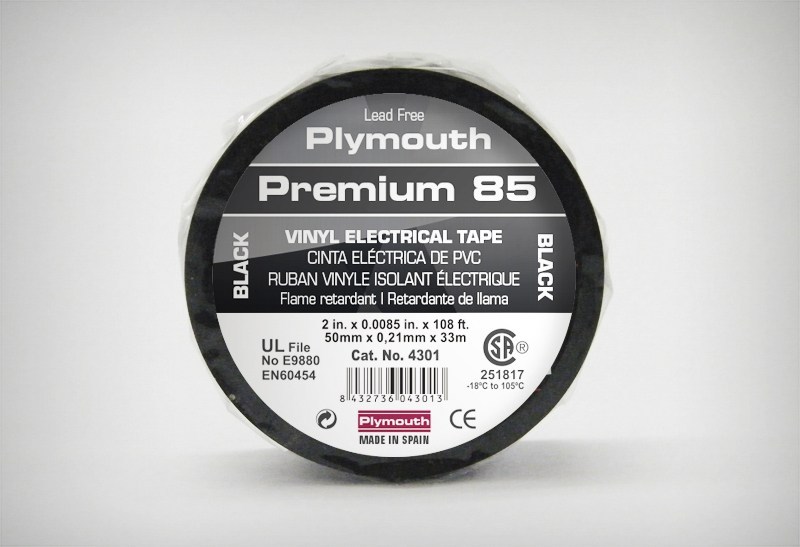 Lead Free
Plymouth
Premium 85
BLACK
VINYL ELECTRICAL TAPE
CINTA ELÉCTRICA DE PVC
RUBAN VINYLE ISOLANT ÉLECTRIQUE
Flame retardant | Retardante de llama
BLACK
2 in. x 0.0085 in. x 108 ft.
50mm x 0,21mm x 33m
Cat. No. 4301
UL File
No E9880
EN60454
SA ®
251817
-18°C to 105°C
8 432736 043013
Plymouth
CE
MADE IN SPAIN